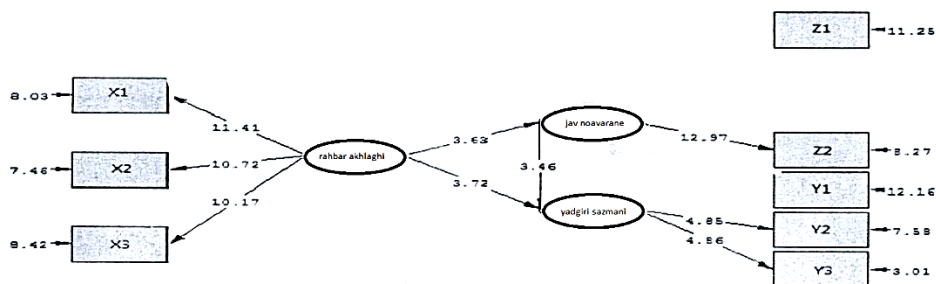 Z1
11.25
8.03
X1
11.41
rahbar akhlaghi
3.63
jav noavarane
12.97
Z2
8.27
7.46
X2
10.72
3.46
3.72
Y1
12.16
10.17
yadgiri sazmani
4.85
Y2
7.58
8.42
X3
4.86
Y3
3.01